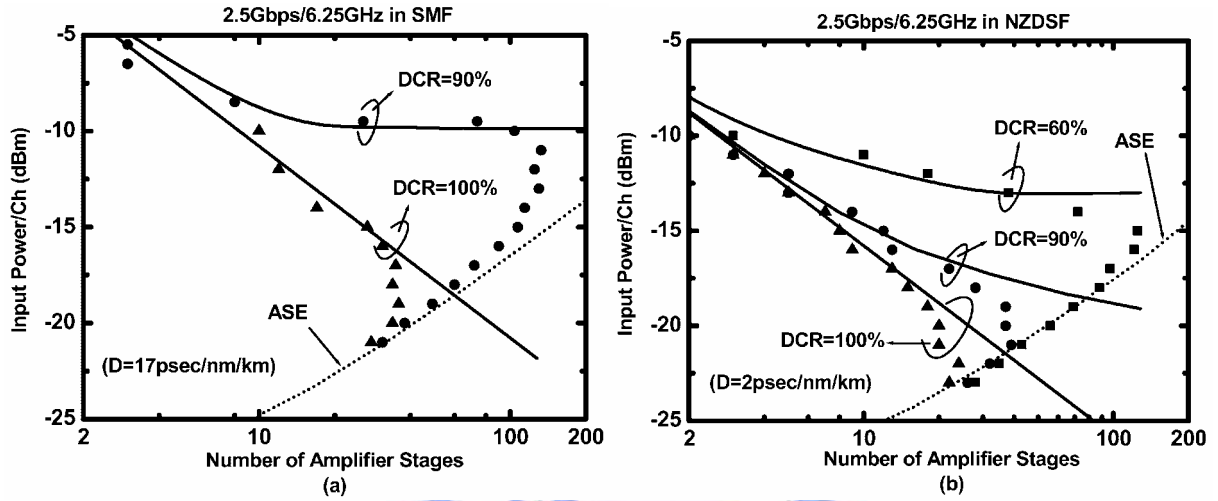 2.5Gbps/6.25GHz in SMF
-5
-10
-15
-20
-25
Input Power/Ch (dBm)
DCR=90%
DCR=100%
ASE
(D=17psec/nm/km)
2
10
100
200
Number of Amplifier Stages
(a)
2.5Gbps/6.25GHz in NZDSF
-5
-10
-15
-20
-25
Input Power/Ch (dBm)
DCR=60%
ASE
DCR=90%
DCR=100%
(D=2psec/nm/km)
2
10
100
200
Number of Amplifier Stages
(b)